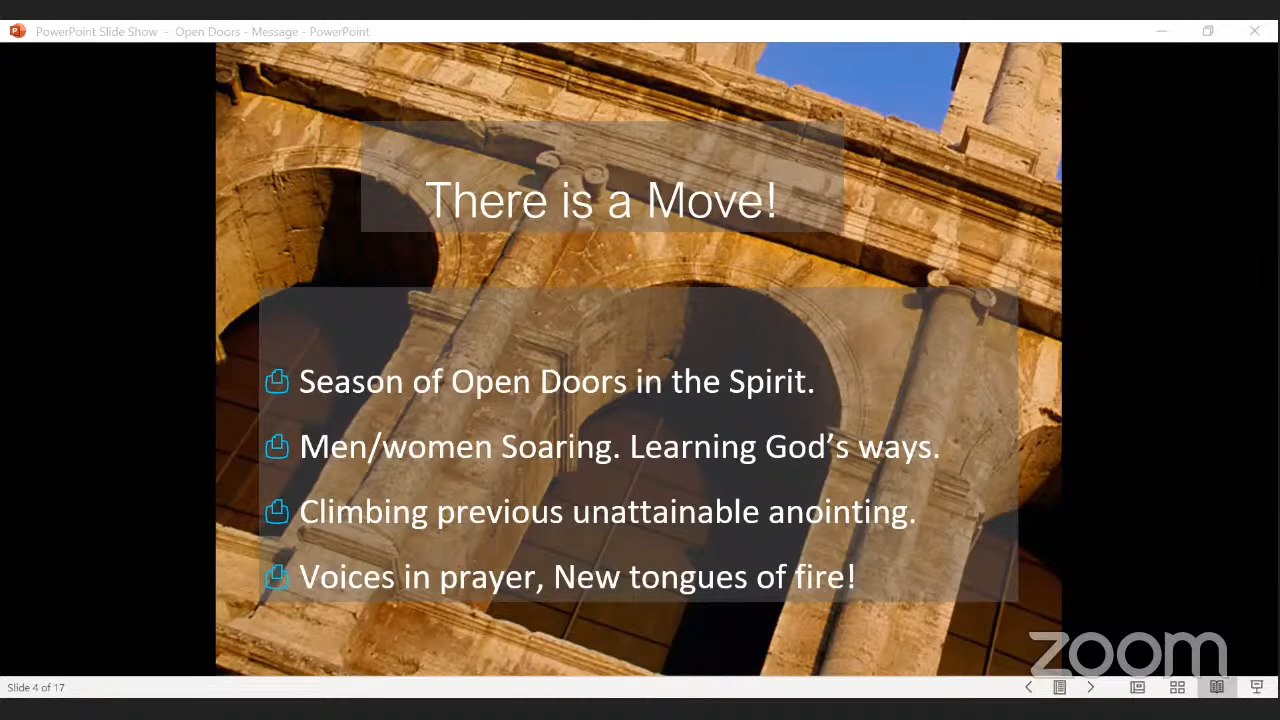 PowerPoint Slide Show - Open Doors - Message - PowerPoint
There is a Move!
Season of Open Doors in the Spirit.
Men/women Soaring. Learning God's ways.
Climbing previous unattainable anointing.
Voices in prayer, New tongues of fire!
zoom
Slide 4 of 17